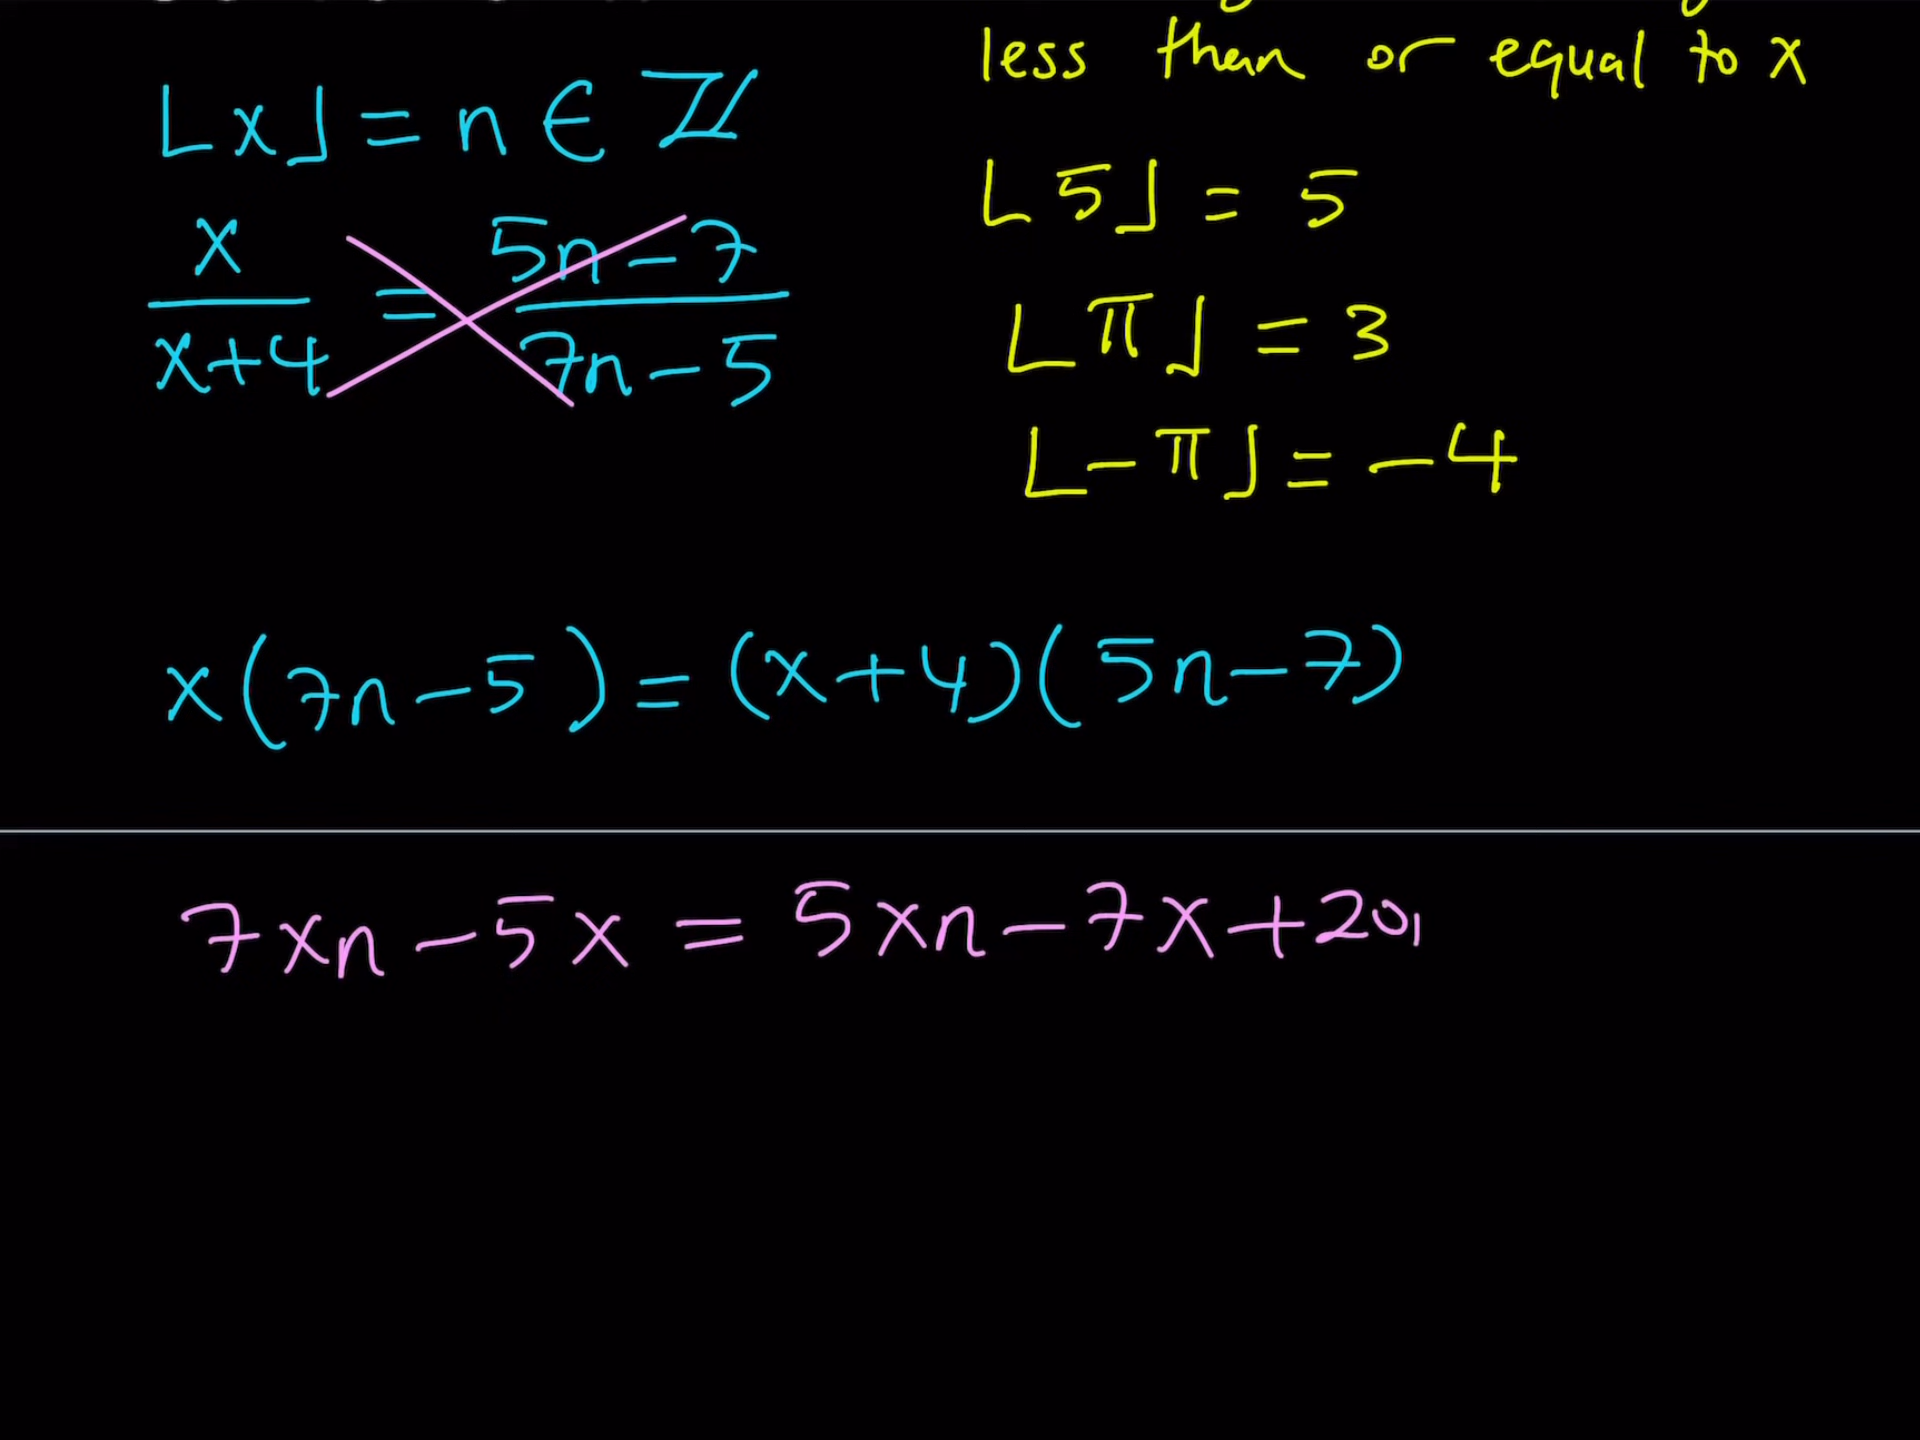 less than or equal to x
⌊x⌋ = n ∈ ℤ
⌊5⌋ = 5
x/(x+4) = (5n-7)/(7n-5)
⌊π⌋ = 3
⌊-π⌋ = -4
x(7n-5) = (x+4)(5n-7)
7xn-5x = 5xn-7x+20